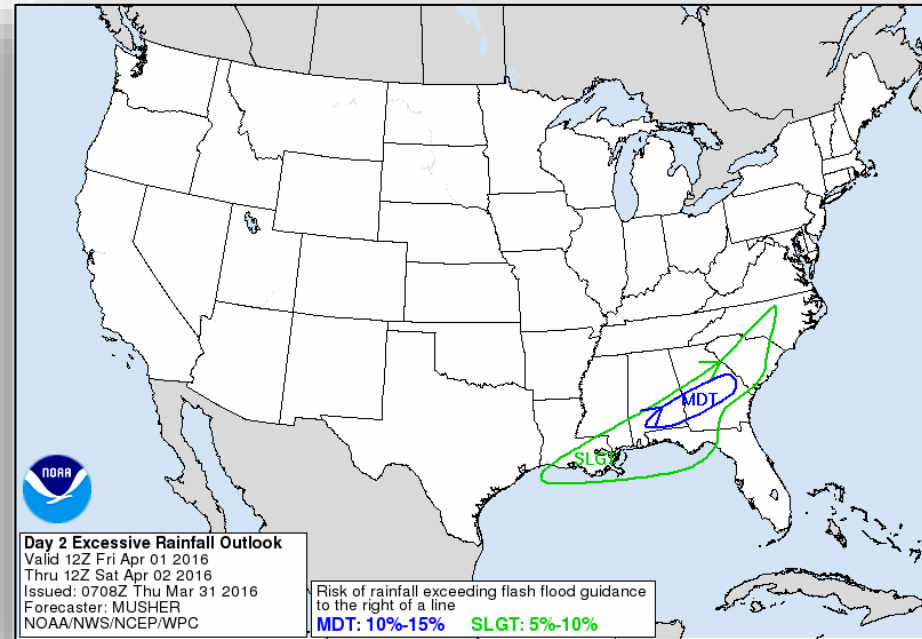 MDT
SLGT
NOAA
Day 2 Excessive Rainfall Outlook
Valid 12Z Fri Apr 01 2016
Thru 12Z Sat Apr 02 2016
Issued: 0708Z Thu Mar 31 2016
Forecaster: MUSHER
NOAA/NWS/NCEP/WPC
Risk of rainfall exceeding flash flood guidance
to the right of a line
MDT: 10%-15% SLGT: 5%-10%